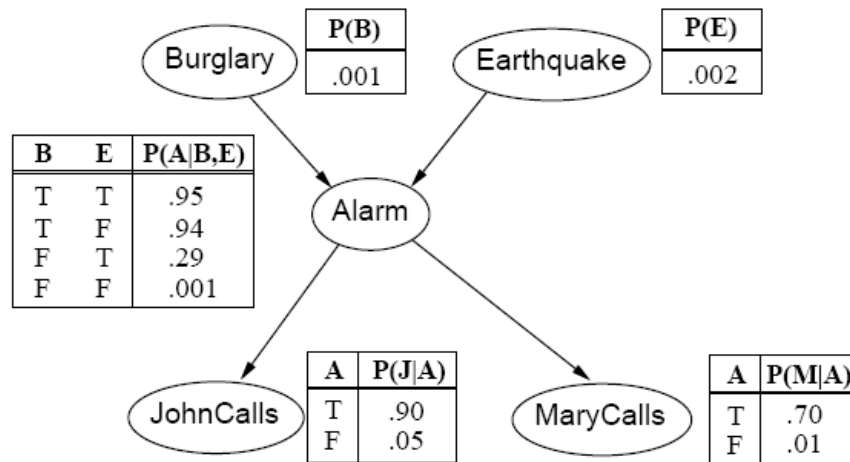 Burglary
P(B)
.001
Earthquake
P(E)
.002
B E P(A|B,E)
T T .95
T F .94
F T .29
F F .001
Alarm
JohnCalls
A P(J|A)
T .90
F .05
MaryCalls
A P(M|A)
T .70
F .01